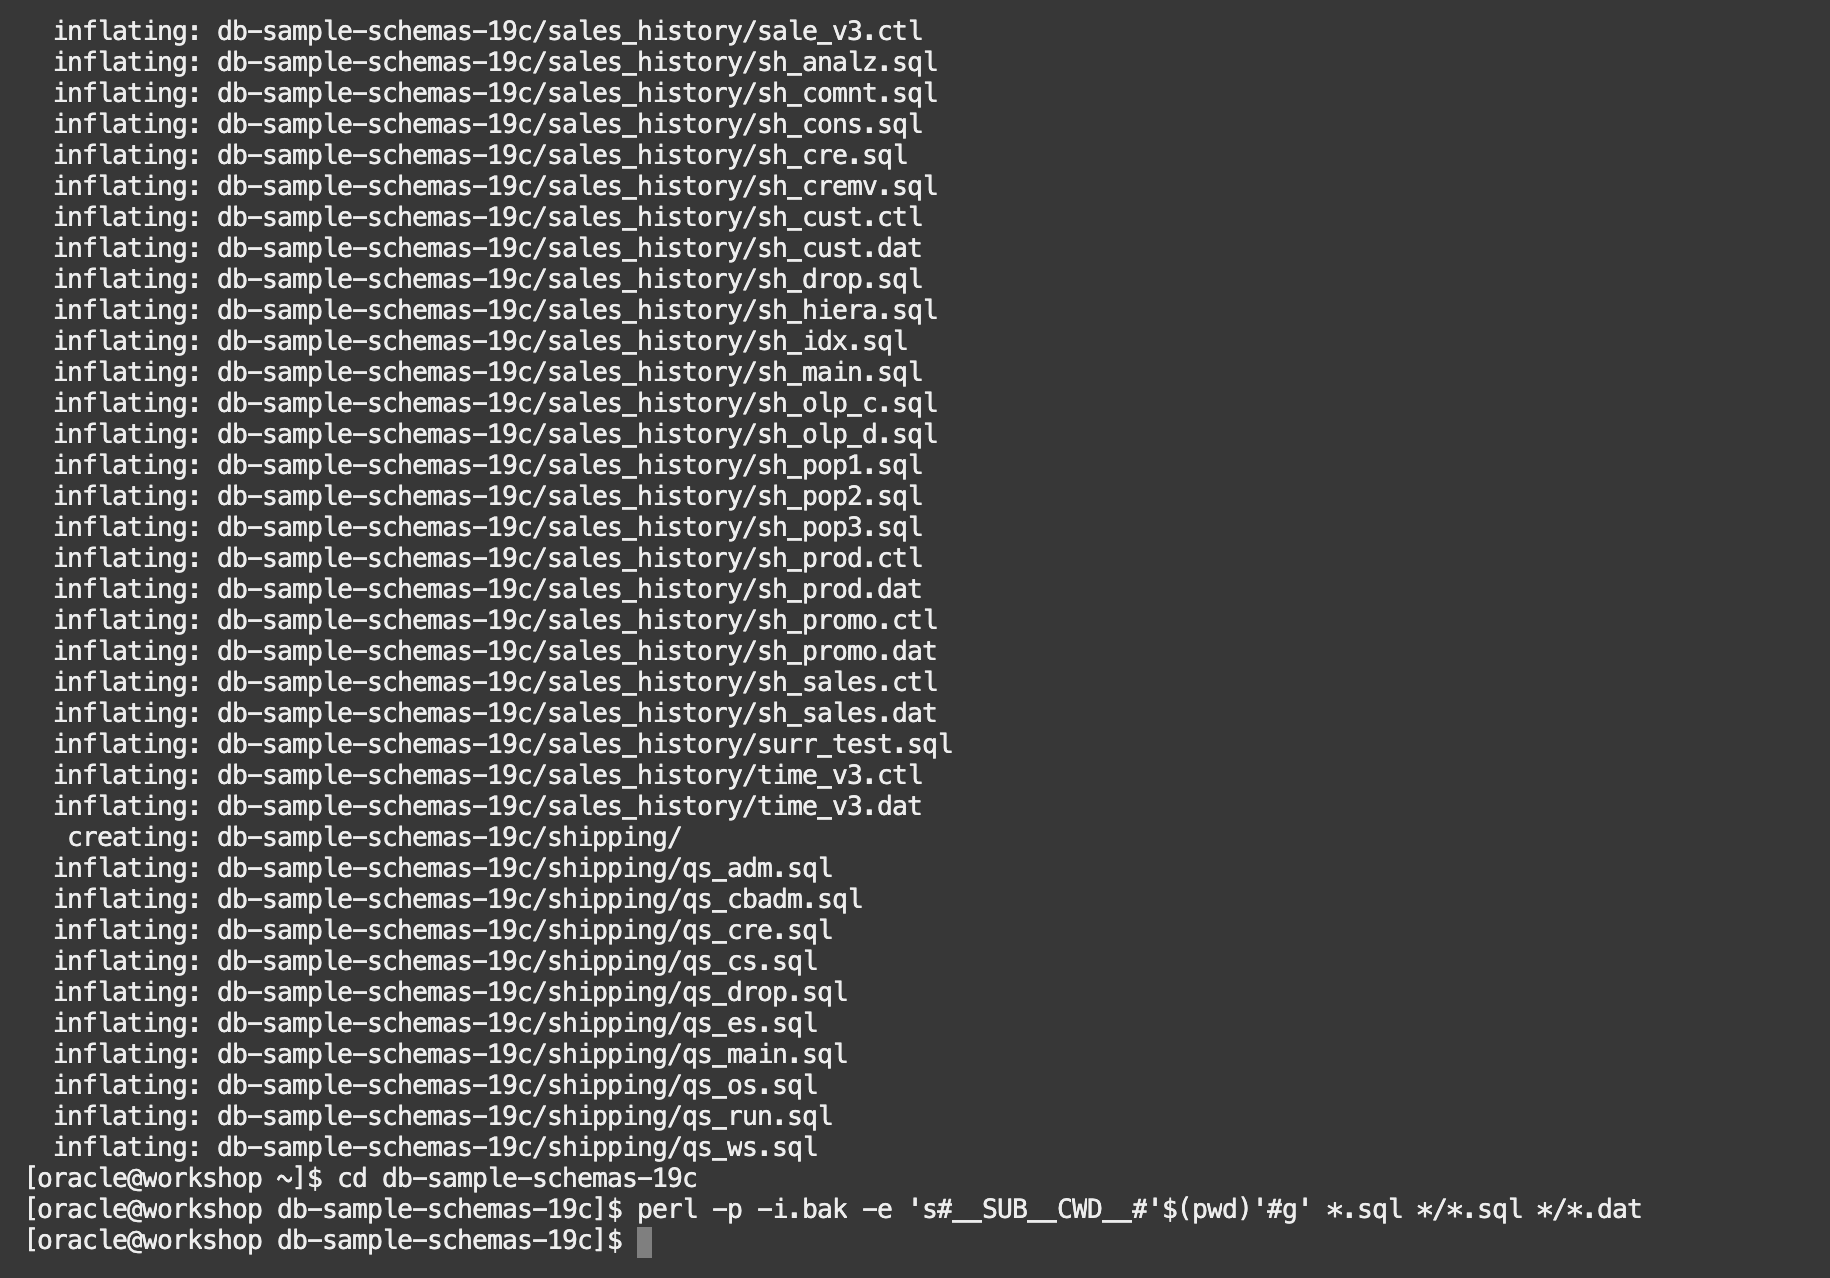 inflating: db-sample-schemas-19c/sales_history/sale_v3.ctl
inflating: db-sample-schemas-19c/sales_history/sh_analz.sql
inflating: db-sample-schemas-19c/sales_history/sh_comnt.sql
inflating: db-sample-schemas-19c/sales_history/sh_cons.sql
inflating: db-sample-schemas-19c/sales_history/sh_cre.sql
inflating: db-sample-schemas-19c/sales_history/sh_cremv.sql
inflating: db-sample-schemas-19c/sales_history/sh_cust.ctl
inflating: db-sample-schemas-19c/sales_history/sh_cust.dat
inflating: db-sample-schemas-19c/sales_history/sh_drop.sql
inflating: db-sample-schemas-19c/sales_history/sh_hiera.sql
inflating: db-sample-schemas-19c/sales_history/sh_idx.sql
inflating: db-sample-schemas-19c/sales_history/sh_main.sql
inflating: db-sample-schemas-19c/sales_history/sh_olp_c.sql
inflating: db-sample-schemas-19c/sales_history/sh_olp_d.sql
inflating: db-sample-schemas-19c/sales_history/sh_pop1.sql
inflating: db-sample-schemas-19c/sales_history/sh_pop2.sql
inflating: db-sample-schemas-19c/sales_history/sh_pop3.sql
inflating: db-sample-schemas-19c/sales_history/sh_prod.ctl
inflating: db-sample-schemas-19c/sales_history/sh_prod.dat
inflating: db-sample-schemas-19c/sales_history/sh_promo.ctl
inflating: db-sample-schemas-19c/sales_history/sh_promo.dat
inflating: db-sample-schemas-19c/sales_history/sh_sales.ctl
inflating: db-sample-schemas-19c/sales_history/sh_sales.dat
inflating: db-sample-schemas-19c/sales_history/surr_test.sql
inflating: db-sample-schemas-19c/sales_history/time_v3.ctl
inflating: db-sample-schemas-19c/sales_history/time_v3.dat
creating: db-sample-schemas-19c/shipping/
inflating: db-sample-schemas-19c/shipping/qs_adm.sql
inflating: db-sample-schemas-19c/shipping/qs_cbadm.sql
inflating: db-sample-schemas-19c/shipping/qs_cre.sql
inflating: db-sample-schemas-19c/shipping/qs_cs.sql
inflating: db-sample-schemas-19c/shipping/qs_drop.sql
inflating: db-sample-schemas-19c/shipping/qs_es.sql
inflating: db-sample-schemas-19c/shipping/qs_main.sql
inflating: db-sample-schemas-19c/shipping/qs_os.sql
inflating: db-sample-schemas-19c/shipping/qs_run.sql
inflating: db-sample-schemas-19c/shipping/qs_ws.sql
[oracle@workshop ~]$ cd db-sample-schemas-19c
[oracle@workshop db-sample-schemas-19c]$ perl -p -i.bak -e 's#__SUB__CWD__#'$(pwd)'#g' *.sql */*.sql */*.dat
[oracle@workshop db-sample-schemas-19c]$